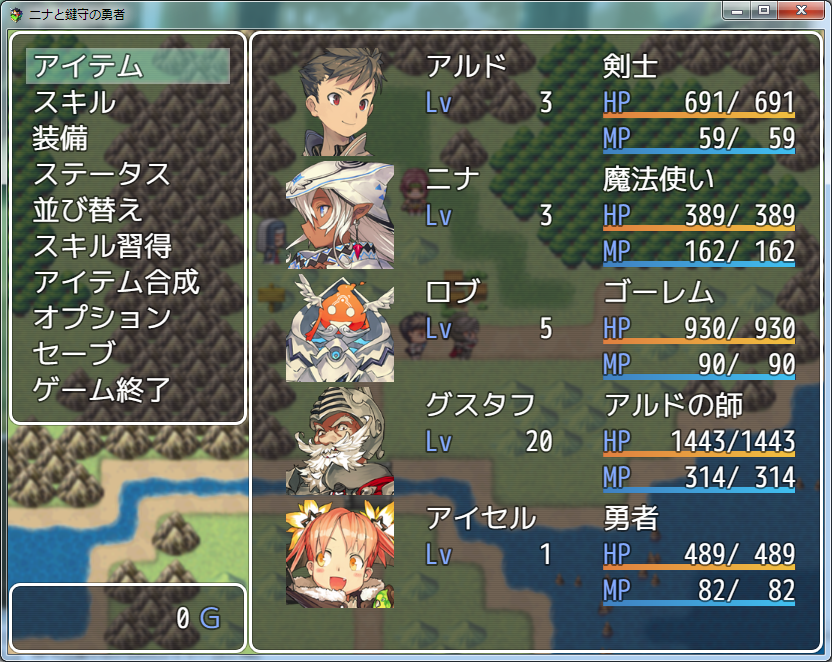 ニナと鍵守の勇者
アイテム
スキル
装備
ステータス
並び替え
スキル習得
アイテム合成
オプション
セーブ
ゲーム終了
0 G
アルド 剣士
Lv 3 HP 691/ 691
MP 59/ 59
ニナ 魔法使い
Lv 3 HP 389/ 389
MP 162/ 162
ロブ ゴーレム
Lv 5 HP 930/ 930
MP 90/ 90
グスタフ アルドの師
Lv 20 HP 1443/1443
MP 314/ 314
アイセル 勇者
Lv 1 HP 489/ 489
MP 82/ 82